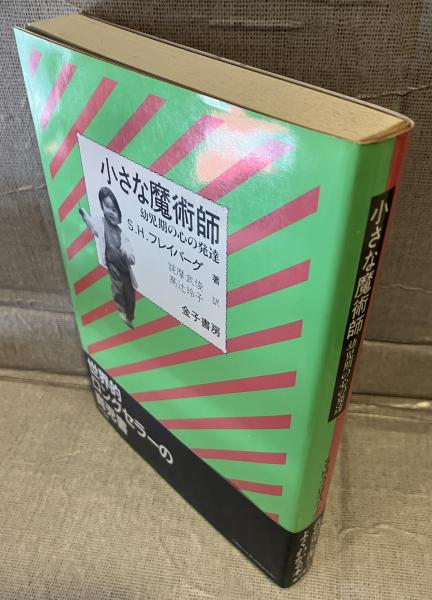 小さな魔術師
幼児期の心の発達
S.H.フレイバーグ 著
詫摩武俊
高辻玲子 訳
金子書房
世界的
ロングセラーの
小さな魔術師
幼児期の心の発達